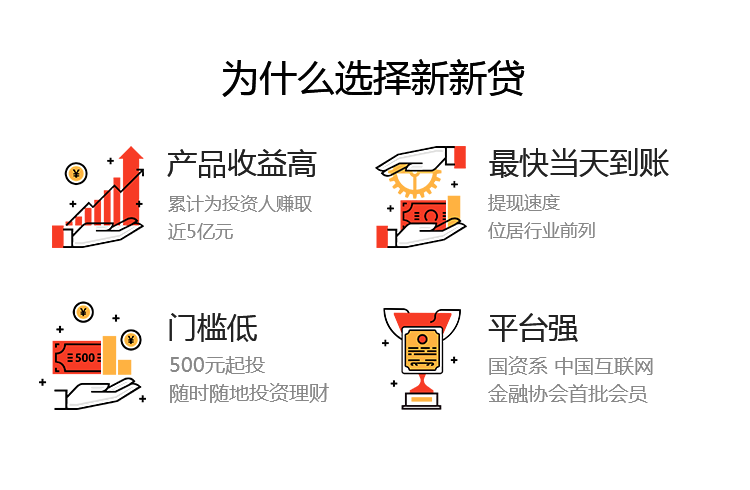 为什么选择新新贷
产品收益高
累计为投资人赚取
近5亿元
最快当天到账
提现速度
位居行业前列
门槛低
500元起投
随时随地投资理财
500
平台强
国资系 中国互联网
金融协会首批会员